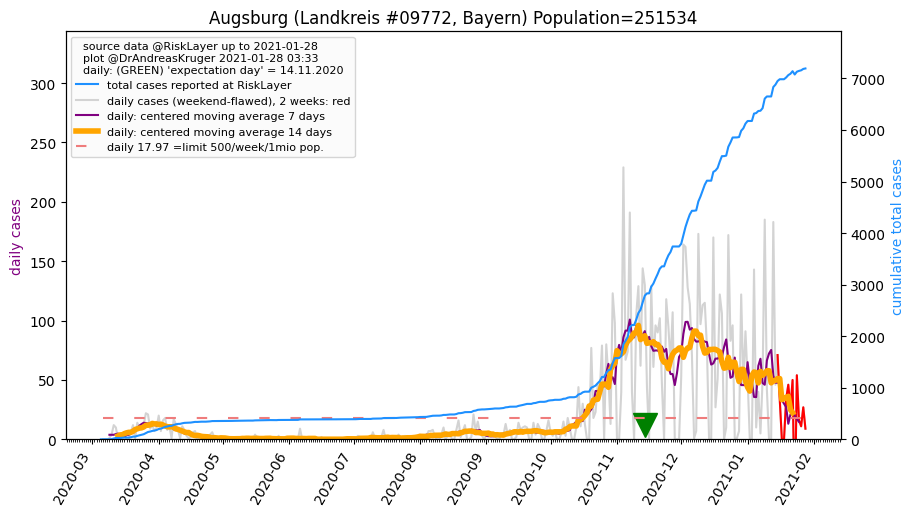 Augsburg (Landkreis #09772, Bayern) Population=251534
source data @RiskLayer up to 2021-01-28
plot @DrAndreasKruger 2021-01-28 03:33
daily: (GREEN) 'expectation day' = 14.11.2020
total cases reported at RiskLayer
daily cases (weekend-flawed), 2 weeks: red
daily: centered moving average 7 days
daily: centered moving average 14 days
daily 17.97 =limit 500/week/1mio pop.
daily cases
300
250
200
150
100
50
0
cumulative total cases
7000
6000
5000
4000
3000
2000
1000
0
2020-03
2020-04
2020-05
2020-06
2020-07
2020-08
2020-09
2020-10
2020-11
2020-12
2021-01
2021-02